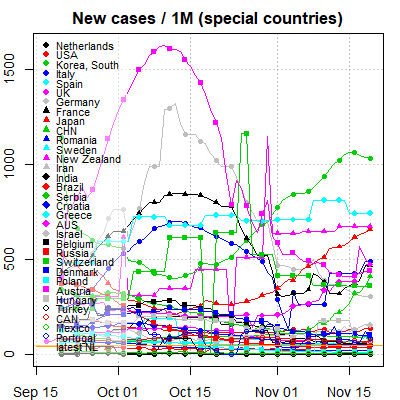 New cases / 1M (special countries)
1500
1000
500
0
Netherlands
USA
Korea, South
Italy
Spain
UK
Germany
France
Japan
CHN
Romania
Sweden
New Zealand
Iran
India
Brazil
Serbia
Croatia
Greece
AUS
Israel
Belgium
Russia
Switzerland
Denmark
Poland
Austria
Hungary
Turkey
CAN
Mexico
Portugal
latest NL
Sep 15 Oct 01 Oct 15 Nov 01 Nov 15